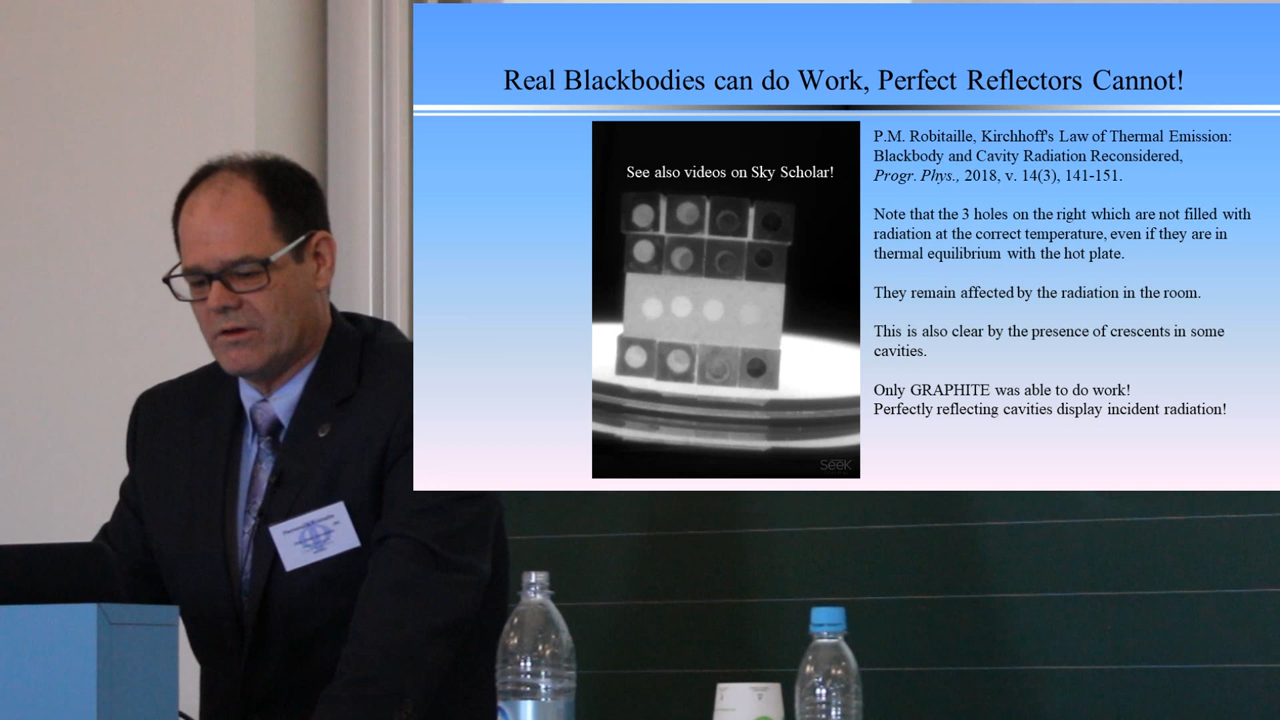 Real Blackbodies can do Work, Perfect Reflectors Cannot!
See also videos on Sky Scholar!
P.M. Robitaille, Kirchhoff's Law of Thermal Emission:
Blackbody and Cavity Radiation Reconsidered,
Progr. Phys., 2018, v. 14(3), 141-151.
Note that the 3 holes on the right which are not filled with
radiation at the correct temperature, even if they are in
thermal equilibrium with the hot plate.
They remain affected by the radiation in the room.
This is also clear by the presence of crescents in some
cavities.
Only GRAPHITE was able to do work!
Perfectly reflecting cavities display incident radiation!
SeeK